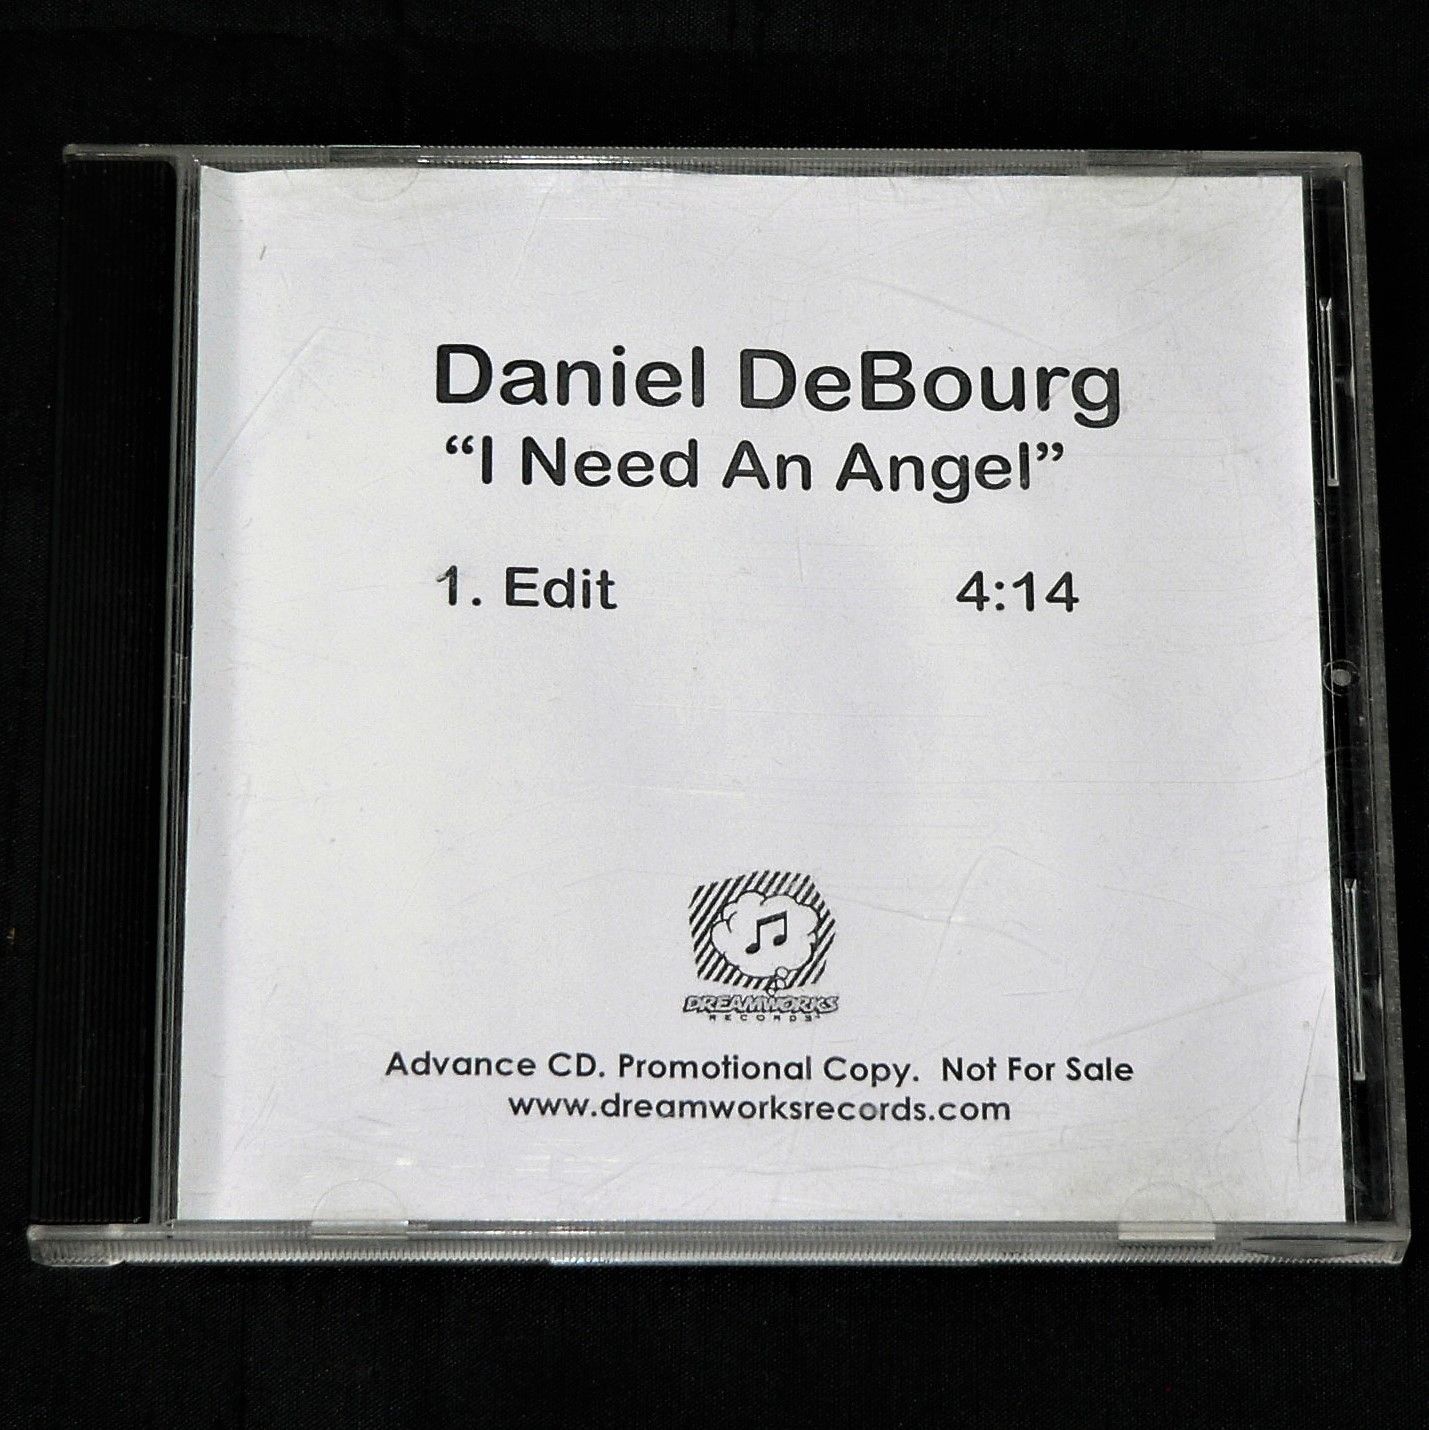 Daniel DeBourg
“I Need An Angel”
1. Edit 4:14
DREAMWORKS
RECORDS
Advance CD. Promotional Copy. Not For Sale
www.dreamworksrecords.com